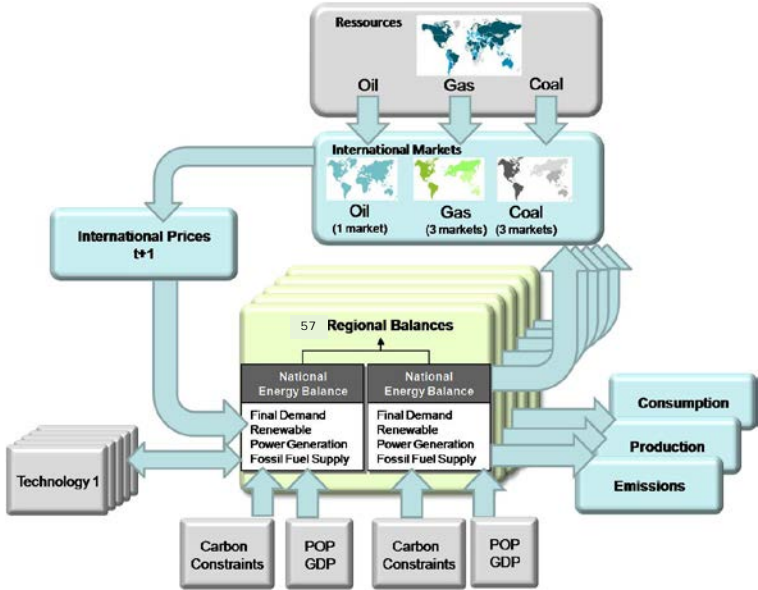 Ressources
Oil Gas Coal
International Markets
Oil Gas Coal
(1 market) (3 markets) (3 markets)
International Prices
t+1
57 Regional Balances
National National
Energy Balance Energy Balance
Final Demand Final Demand
Renewable Renewable
Power Generation Power Generation
Fossil Fuel Supply Fossil Fuel Supply
Technology 1
Consumption
Production
Emissions
Carbon POP Carbon POP
Constraints GDP Constraints GDP